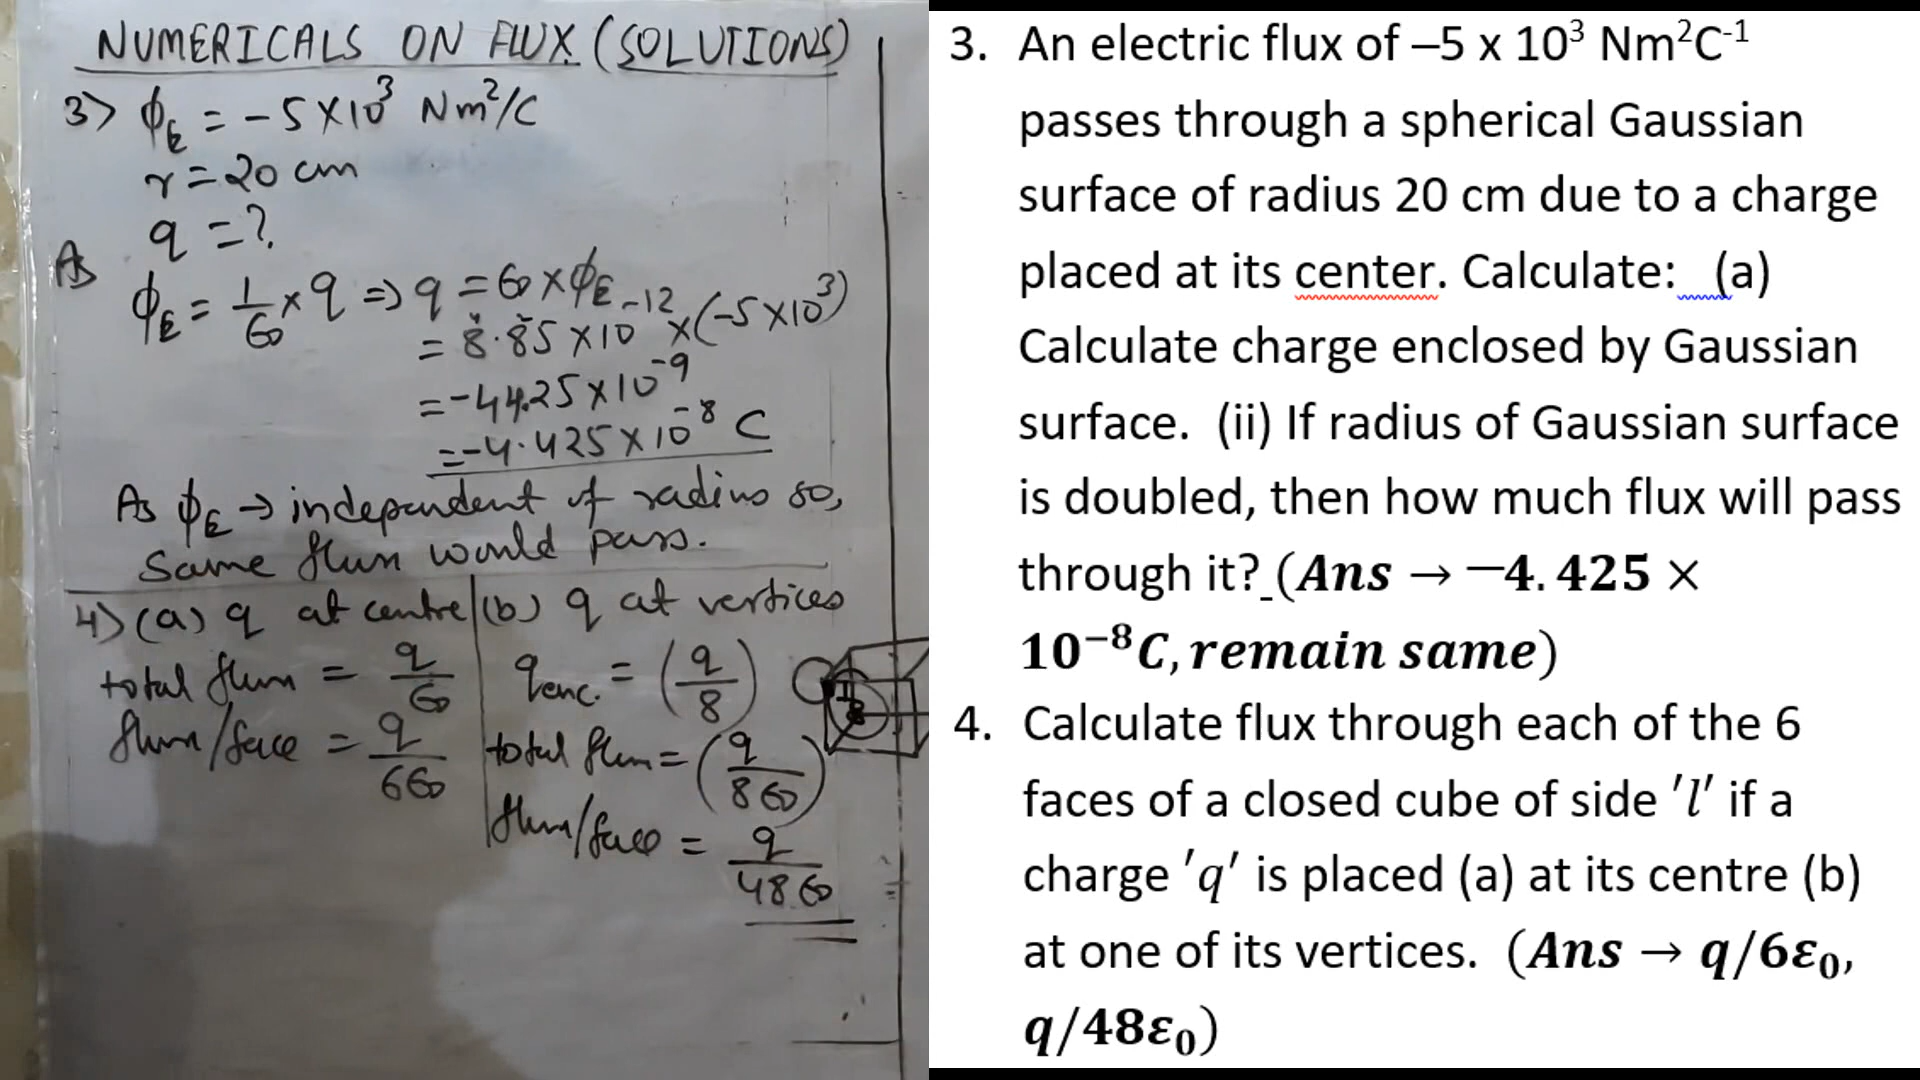 NUMERICALS ON FLUX (SOLUTIONS)
3) ϕE = -5 × 10³ Nm²/C
r = 20 cm
q = ?
As
ϕE = 1/ϵ₀ × q ⇒ q = ϵ₀ × ϕE
= 8.85 × 10⁻¹² × (-5 × 10³)
= -44.25 × 10⁻⁹
= -4.425 × 10⁻⁸ C
As ϕE → independent of radius so,
same flux would pass.
4) (a) q at centre
total flux = q/ϵ₀
flux/face = q/6ϵ₀
(b) q at vertices
qenc. = (q/8)
total flux = (q/8ϵ₀)
flux/face = q/48ϵ₀
3. An electric flux of –5 x 10³ Nm²C⁻¹
passes through a spherical Gaussian
surface of radius 20 cm due to a charge
placed at its center. Calculate: (a)
Calculate charge enclosed by Gaussian
surface. (ii) If radius of Gaussian surface
is doubled, then how much flux will pass
through it? (Ans → −4.425 ×
10⁻⁸C, remain same)
4. Calculate flux through each of the 6
faces of a closed cube of side ′l′ if a
charge ′q′ is placed (a) at its centre (b)
at one of its vertices. (Ans → q/6ε₀,
q/48ε₀)